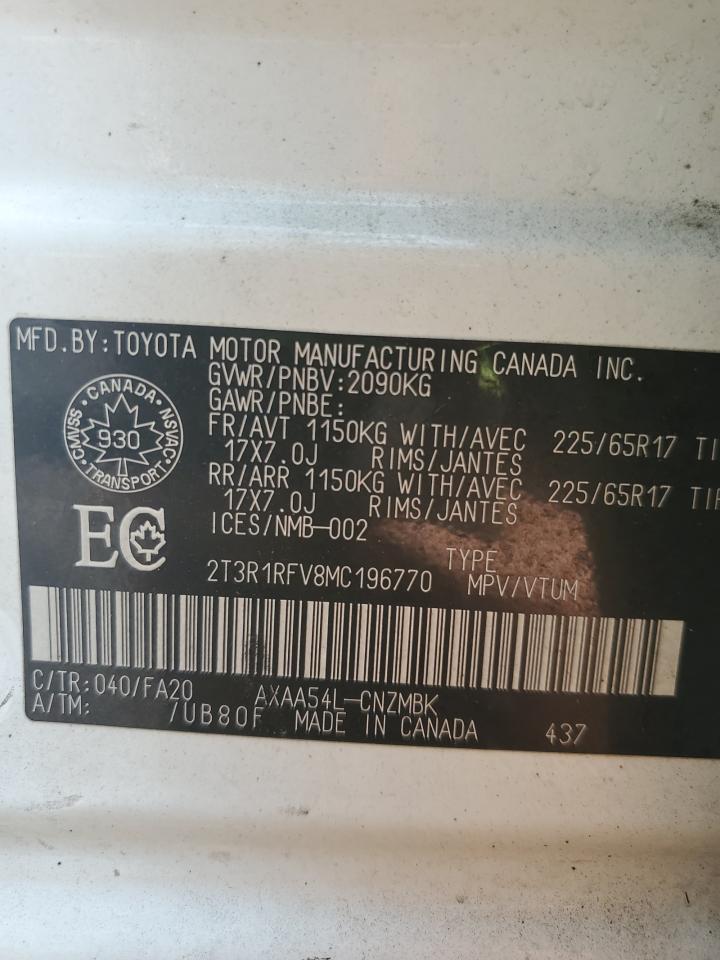 MFD.BY:TOYOTA MOTOR MANUFACTURING CANADA INC.
GVWR/PNBV:2090KG
GAWR/PNBE:
FR/AVT 1150KG WITH/AVEC 225/65R17
17X7.0J RIMS/JANTES
RR/ARR 1150KG WITH/AVEC 225/65R17
17X7.0J RIMS/JANTES
ICES/NMB-002
CANADA
CMVSS 930 NSVAC
TRANSPORT
EC
TYPE
2T3R1RFV8MC196770 MPV/VTUM
C/TR:040/FA20 AXAA54L-CNZMBK
A/TM: /UB80F MADE IN CANADA 437